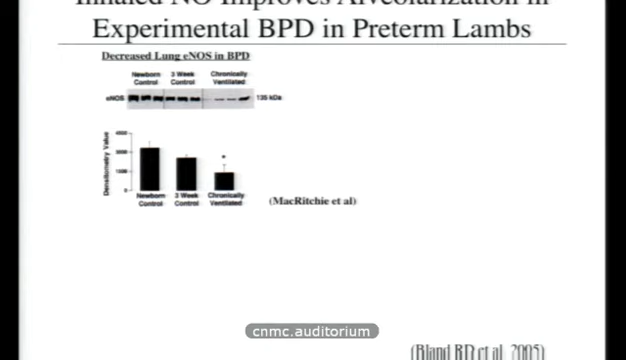 Inhaled NO Improves Alveolarization in
Experimental BPD in Preterm Lambs
Decreased Lung eNOS in BPD
Newborn Control
3 Week Control
Chronically Ventilated
eNOS
135 kDa
Densitometry Value
0
Newborn Control
3 Week Control
Chronically Ventilated
*
(MacRitchie et al)
cnmc.auditorium
(Bland RD et al, 2005)